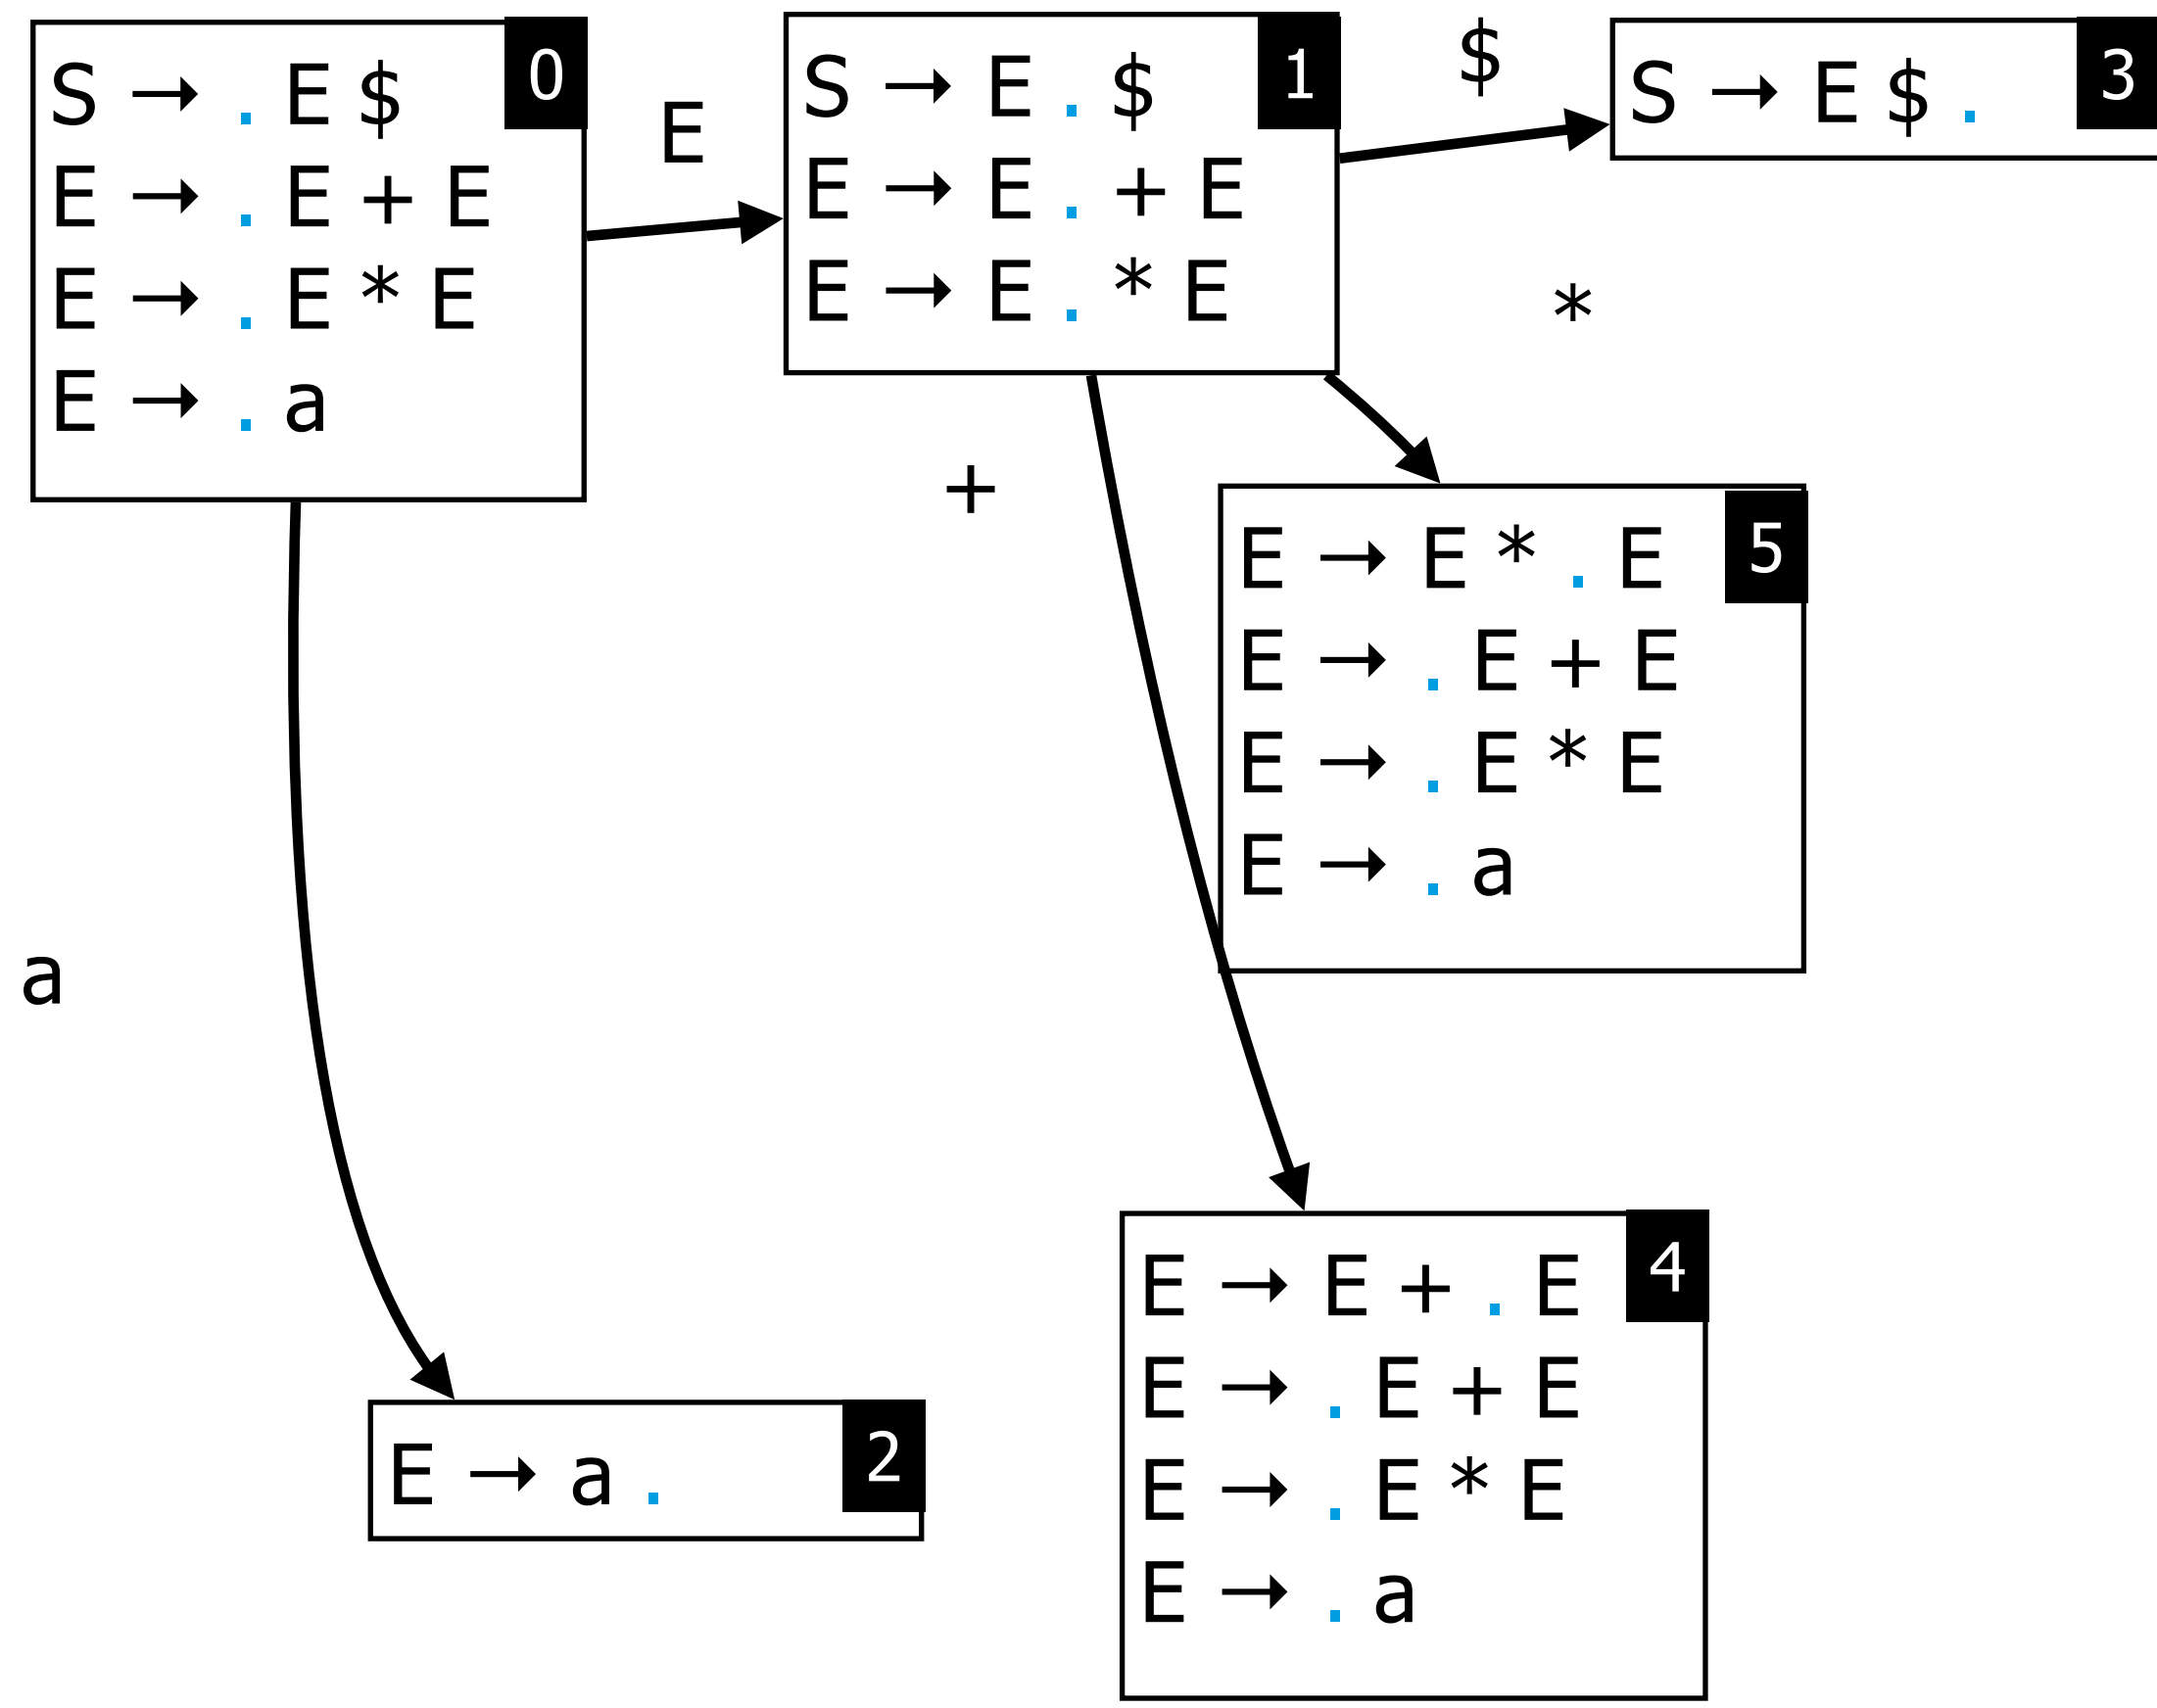 0
S → . E $
E → . E + E
E → . E * E
E → . a
E
1
S → E . $
E → E . + E
E → E . * E
$
3
S → E $ .
*
+
5
E → E * . E
E → . E + E
E → . E * E
E → . a
a
4
E → E + . E
E → . E + E
E → . E * E
E → . a
2
E → a .